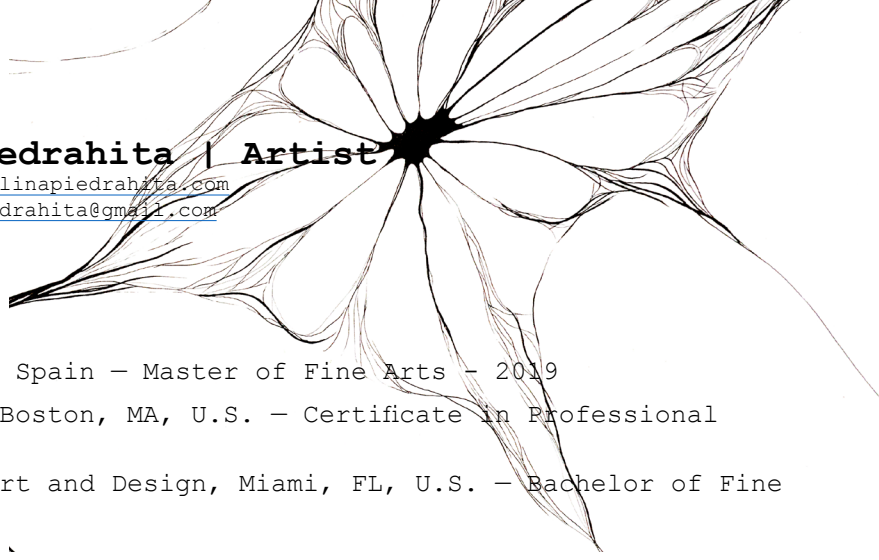 edrahita | Artist
linapiedrahita.com
drahita@gmail.com
Spain — Master of Fine Arts - 2019
Boston, MA, U.S. — Certificate in Professional
rt and Design, Miami, FL, U.S. — Bachelor of Fine